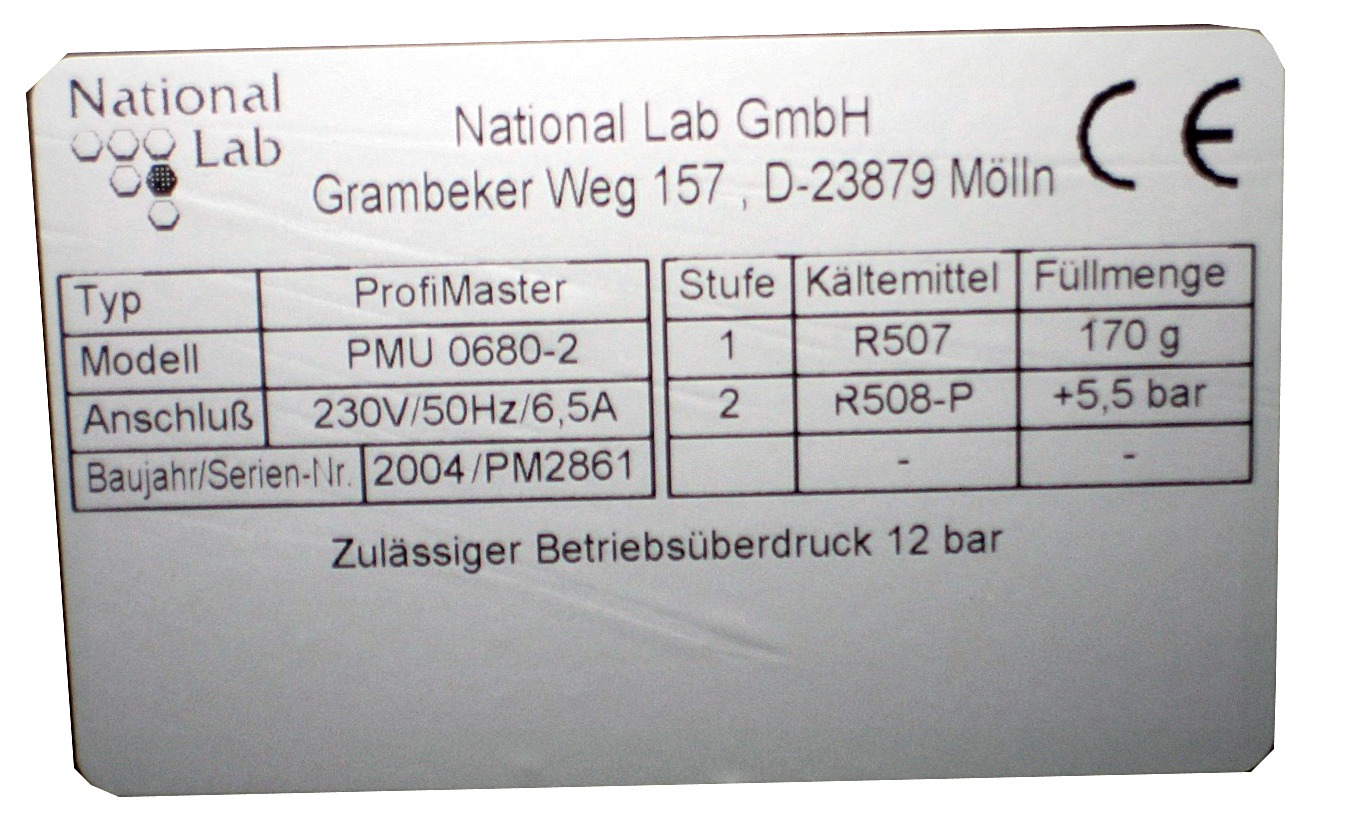 National
Lab
National Lab GmbH
Grambeker Weg 157 , D-23879 Mölln
CE
Typ ProfiMaster
Modell PMU 0680-2
Anschluß 230V/50Hz/6,5A
Baujahr/Serien-Nr. 2004/PM2861
Stufe Kältemittel Füllmenge
1 R507 170 g
2 R508-P +5,5 bar
- -
Zulässiger Betriebsüberdruck 12 bar